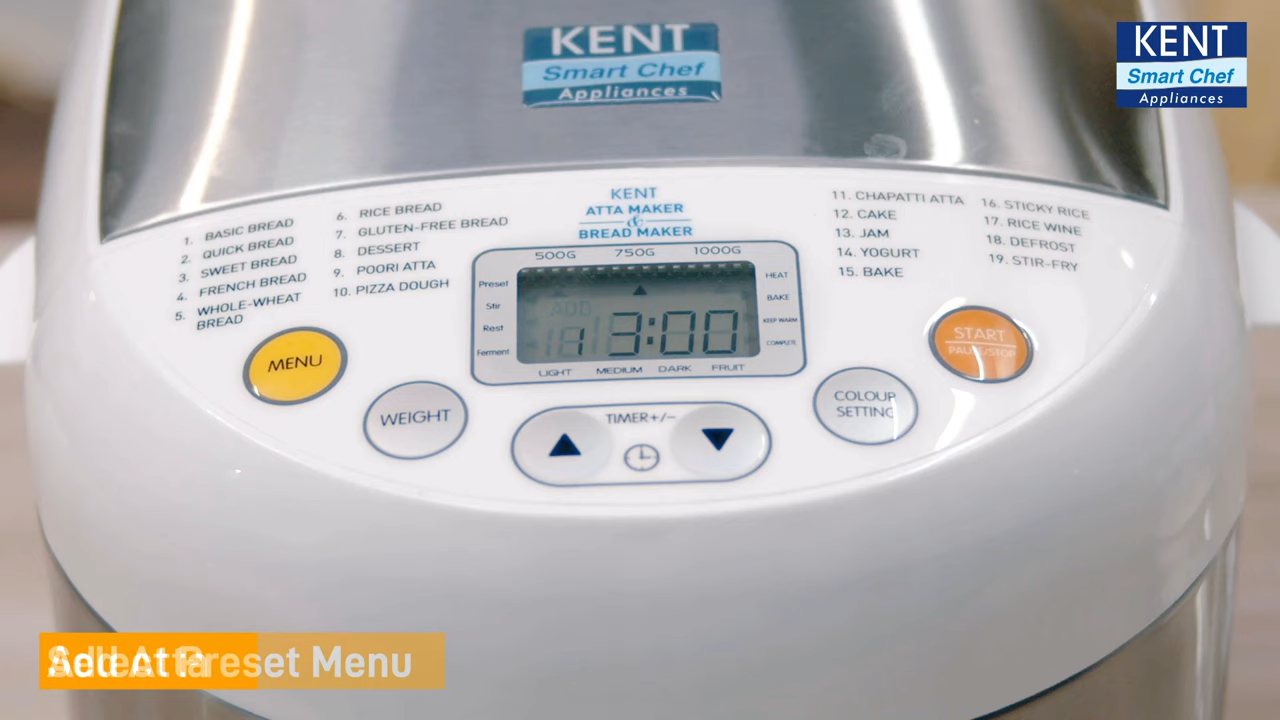 KENT
Smart Chef
Appliances
KENT
Smart Chef
Appliances
KENT
ATTA MAKER
&
BREAD MAKER
1. BASIC BREAD
2. QUICK BREAD
3. SWEET BREAD
4. FRENCH BREAD
5. WHOLE-WHEAT
BREAD
6. RICE BREAD
7. GLUTEN-FREE BREAD
8. DESSERT
9. POORI ATTA
10. PIZZA DOUGH
11. CHAPATTI ATTA
12. CAKE
13. JAM
14. YOGURT
15. BAKE
16. STICKY RICE
17. RICE WINE
18. DEFROST
19. STIR-FRY
500G 750G 1000G
Preset
Stir
Rest
Ferment
HEAT
BAKE
KEEP WARM
COMPLETE
ADD
1 3:00
LIGHT MEDIUM DARK FRUIT
MENU
WEIGHT
TIMER+/-
COLOUR
SETTING
START
PAUSE/STOP
Preset Menu